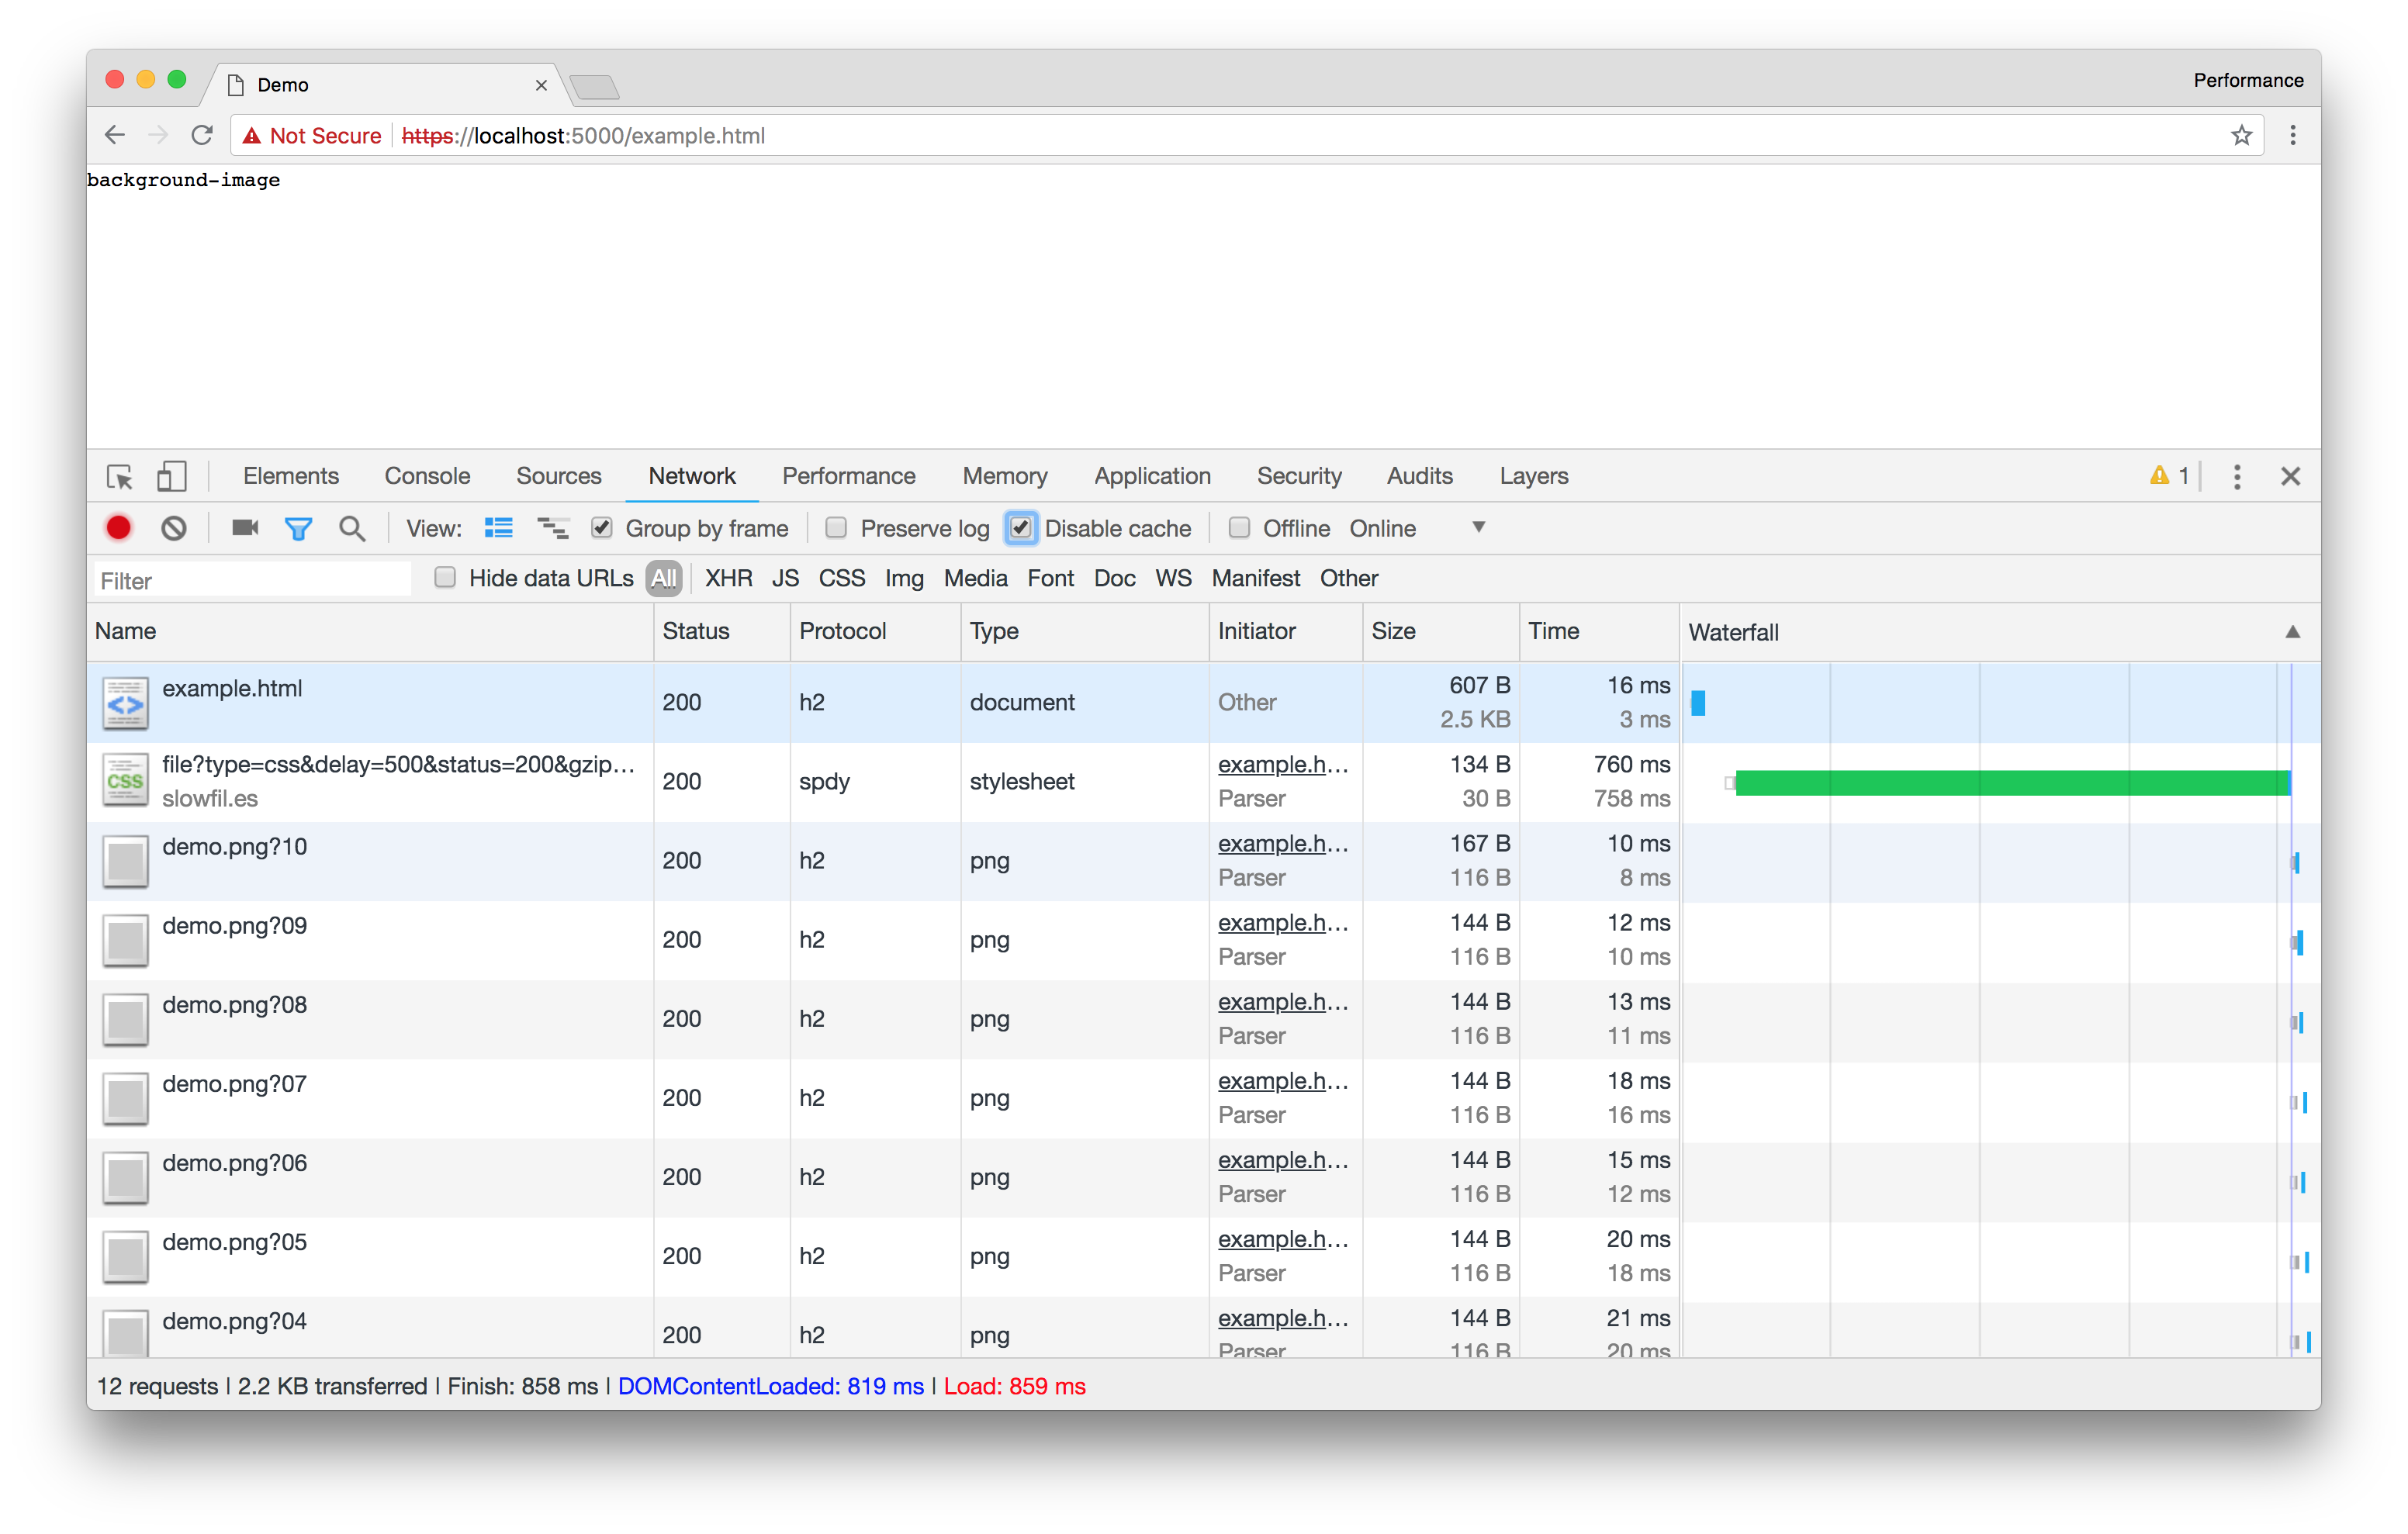 Demo
Performance
Not Secure https://localhost:5000/example.html
background-image
Elements Console Sources Network Performance Memory Application Security Audits Layers 1
View: Group by frame Preserve log Disable cache Offline Online
Filter Hide data URLs All XHR JS CSS Img Media Font Doc WS Manifest Other
Name Status Protocol Type Initiator Size Time Waterfall
example.html 200 h2 document Other 607 B 16 ms
2.5 KB 3 ms
file?type=css&delay=500&status=200&gzip... 200 spdy stylesheet example.h... 134 B 760 ms
slowfil.es Parser 30 B 758 ms
demo.png?10 200 h2 png example.h... 167 B 10 ms
Parser 116 B 8 ms
demo.png?09 200 h2 png example.h... 144 B 12 ms
Parser 116 B 10 ms
demo.png?08 200 h2 png example.h... 144 B 13 ms
Parser 116 B 11 ms
demo.png?07 200 h2 png example.h... 144 B 18 ms
Parser 116 B 16 ms
demo.png?06 200 h2 png example.h... 144 B 15 ms
Parser 116 B 12 ms
demo.png?05 200 h2 png example.h... 144 B 20 ms
Parser 116 B 18 ms
demo.png?04 200 h2 png example.h... 144 B 21 ms
Parser 116 B 20 ms
12 requests | 2.2 KB transferred | Finish: 858 ms | DOMContentLoaded: 819 ms | Load: 859 ms